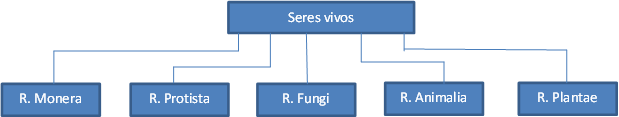 Seres vivos
R. Monera
R. Protista
R. Fungi
R. Animalia
R. Plantae